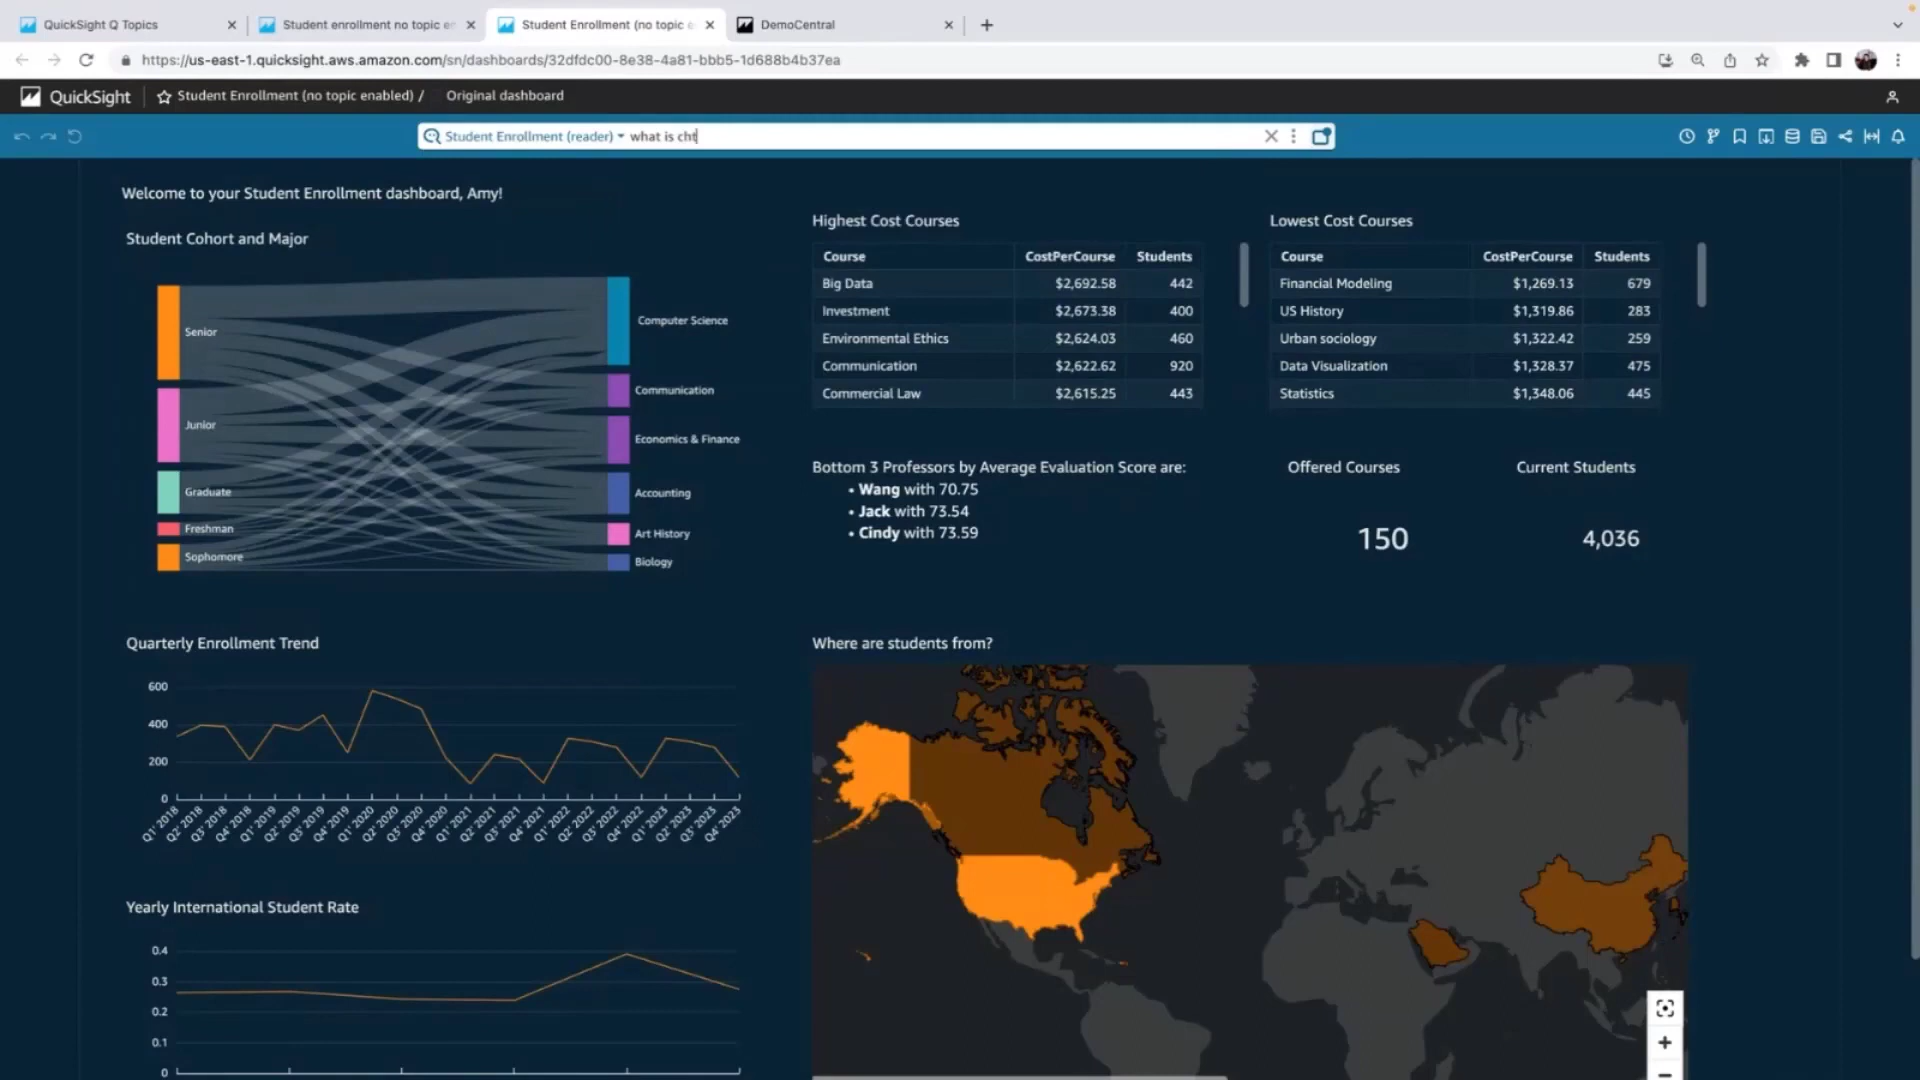 QuickSight Q Topics
Student enrollment no topic er
Student Enrollment (no topic e
DemoCentral
https://us-east-1.quicksight.aws.amazon.com/sn/dashboards/32dfdc00-8e38-4a81-bbb5-1d688b4b37ea
QuickSight
Student Enrollment (no topic enabled) / Original dashboard
Student Enrollment (reader) what is cht
Welcome to your Student Enrollment dashboard, Amy!
Student Cohort and Major
Senior
Junior
Graduate
Freshman
Sophomore
Computer Science
Communication
Economics & Finance
Accounting
Art History
Biology
Highest Cost Courses
Course CostPerCourse Students
Big Data $2,692.58 442
Investment $2,673.38 400
Environmental Ethics $2,624.03 460
Communication $2,622.62 920
Commercial Law $2,615.25 443
Lowest Cost Courses
Course CostPerCourse Students
Financial Modeling $1,269.13 679
US History $1,319.86 283
Urban sociology $1,322.42 259
Data Visualization $1,328.37 475
Statistics $1,348.06 445
Bottom 3 Professors by Average Evaluation Score are:
• Wang with 70.75
• Jack with 73.54
• Cindy with 73.59
Offered Courses
150
Current Students
4,036
Quarterly Enrollment Trend
600
400
200
0
Q1' 2018
Q2' 2018
Q3' 2018
Q4' 2018
Q1' 2019
Q2' 2019
Q3' 2019
Q4' 2019
Q1' 2020
Q2' 2020
Q3' 2020
Q4' 2020
Q1' 2021
Q2' 2021
Q3' 2021
Q4' 2021
Q1' 2022
Q2' 2022
Q3' 2022
Q4' 2022
Q1' 2023
Q2' 2023
Q3' 2023
Q4' 2023
Where are students from?
Yearly International Student Rate
0.4
0.3
0.2
0.1
0